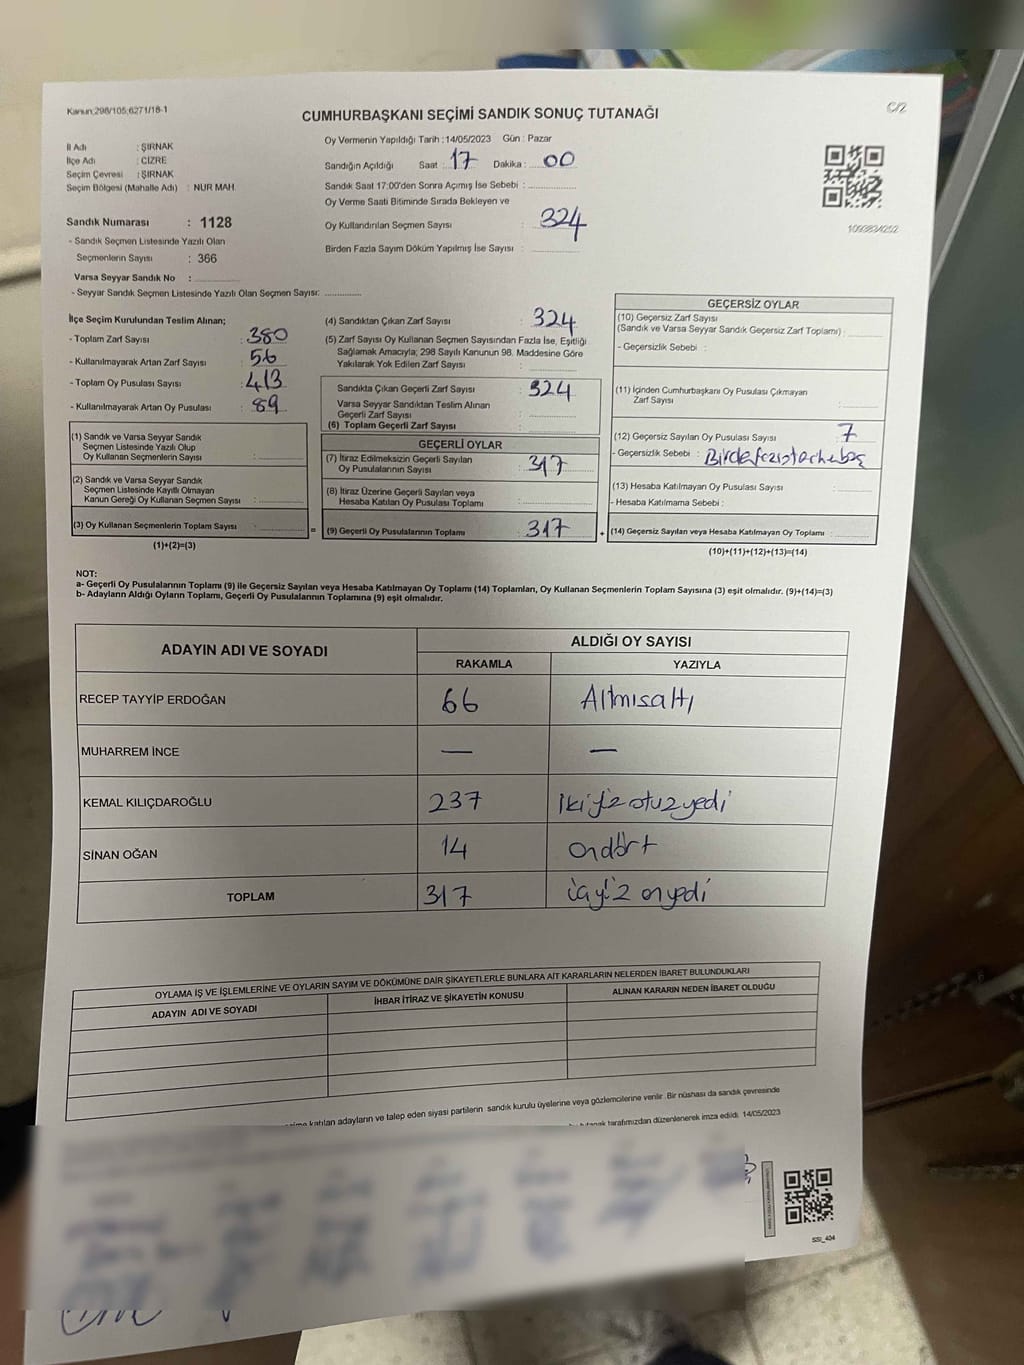 Kanun:298/105;6271/18-1
C/2
CUMHURBAŞKANI SEÇİMİ SANDIK SONUÇ TUTANAĞI
İl Adı : ŞIRNAK
İlçe Adı : CİZRE
Seçim Çevresi : ŞIRNAK
Seçim Bölgesi (Mahalle Adı) : NUR MAH.
Sandık Numarası : 1128
- Sandık Seçmen Listesinde Yazılı Olan
Seçmenlerin Sayısı : 366
Varsa Seyyar Sandık No :
- Seyyar Sandık Seçmen Listesinde Yazılı Olan Seçmen Sayısı:
Oy Vermenin Yapıldığı Tarih : 14/05/2023 Gün : Pazar
Sandığın Açıldığı Saat : 17 Dakika : 00
Sandık Saat 17:00'den Sonra Açımış İse Sebebi :
Oy Verme Saati Bitiminde Sırada Bekleyen ve
Oy Kullandırılan Seçmen Sayısı : 324
Birden Fazla Sayım Döküm Yapılmış İse Sayısı :
1093834252
İlçe Seçim Kurulundan Teslim Alınan;
- Toplam Zarf Sayısı : 380
- Kullanılmayarak Artan Zarf Sayısı : 56
- Toplam Oy Pusulası Sayısı : 413
- Kullanılmayarak Artan Oy Pusulası : 89
(1) Sandık ve Varsa Seyyar Sandık
Seçmen Listesinde Yazılı Olup
Oy Kullanan Seçmenlerin Sayısı :
(2) Sandık ve Varsa Seyyar Sandık
Seçmen Listesinde Kayıtlı Olmayan
Kanun Gereği Oy Kullanan Seçmen Sayısı :
(3) Oy Kullanan Seçmenlerin Toplam Sayısı : =
(1)+(2)=(3)
(4) Sandıktan Çıkan Zarf Sayısı : 324
(5) Zarf Sayısı Oy Kullanan Seçmen Sayısından Fazla İse, Eşitliği
Sağlamak Amacıyla; 298 Sayılı Kanunun 98. Maddesine Göre
Yakılarak Yok Edilen Zarf Sayısı :
Sandıkta Çıkan Geçerli Zarf Sayısı : 324
Varsa Seyyar Sandıktan Teslim Alınan
Geçerli Zarf Sayısı :
(6) Toplam Geçerli Zarf Sayısı :
GEÇERLİ OYLAR
(7) İtiraz Edilmeksizin Geçerli Sayılan
Oy Pusulalarının Sayısı : 317
(8) İtiraz Üzerine Geçerli Sayılan veya
Hesaba Katılan Oy Pusulası Toplamı :
(9) Geçerli Oy Pusulalarının Toplamı : 317 +
GEÇERSİZ OYLAR
(10) Geçersiz Zarf Sayısı
(Sandık ve Varsa Seyyar Sandık Geçersiz Zarf Toplamı) :
- Geçersizlik Sebebi :
(11) İçinden Cumhurbaşkanı Oy Pusulası Çıkmayan
Zarf Sayısı :
(12) Geçersiz Sayılan Oy Pusulası Sayısı : 7
- Geçersizlik Sebebi :
(13) Hesaba Katılmayan Oy Pusulası Sayısı :
- Hesaba Katılmama Sebebi :
(14) Geçersiz Sayılan veya Hesaba Katılmayan Oy Toplamı :
(10)+(11)+(12)+(13)=(14)
NOT:
a- Geçerli Oy Pusulalarının Toplamı (9) ile Geçersiz Sayılan veya Hesaba Katılmayan Oy Toplamı (14) Toplamları, Oy Kullanan Seçmenlerin Toplam Sayısına (3) eşit olmalıdır. (9)+(14)=(3)
b- Adayların Aldığı Oyların Toplamı, Geçerli Oy Pusulalarının Toplamına (9) eşit olmalıdır.
ADAYIN ADI VE SOYADI ALDIĞI OY SAYISI
RAKAMLA YAZIYLA
RECEP TAYYİP ERDOĞAN 66 Altmısaltı
MUHARREM İNCE — —
KEMAL KILIÇDAROĞLU 237 ikiyiz otuzyedi
SİNAN OĞAN 14 ondört
TOPLAM 317 üçyüz onyedi
OYLAMA İŞ VE İŞLEMLERİNE VE OYLARIN SAYIM VE DÖKÜMÜNE DAİR ŞİKAYETLERLE BUNLARA AİT KARARLARIN NELERDEN İBARET BULUNDUKLARI
ADAYIN ADI VE SOYADI İHBAR İTİRAZ VE ŞİKAYETİN KONUSU ALINAN KARARIN NEDEN İBARET OLDUĞU
katılan adayların ve talep eden siyasi partilerin sandık kurulu üyelerine veya gözlemcilerine verilir. Bir nüshası da sandık çevresinde
tutanak tarafımızdan düzenlenerek imza edildi. 14/05/2023
SSI_404